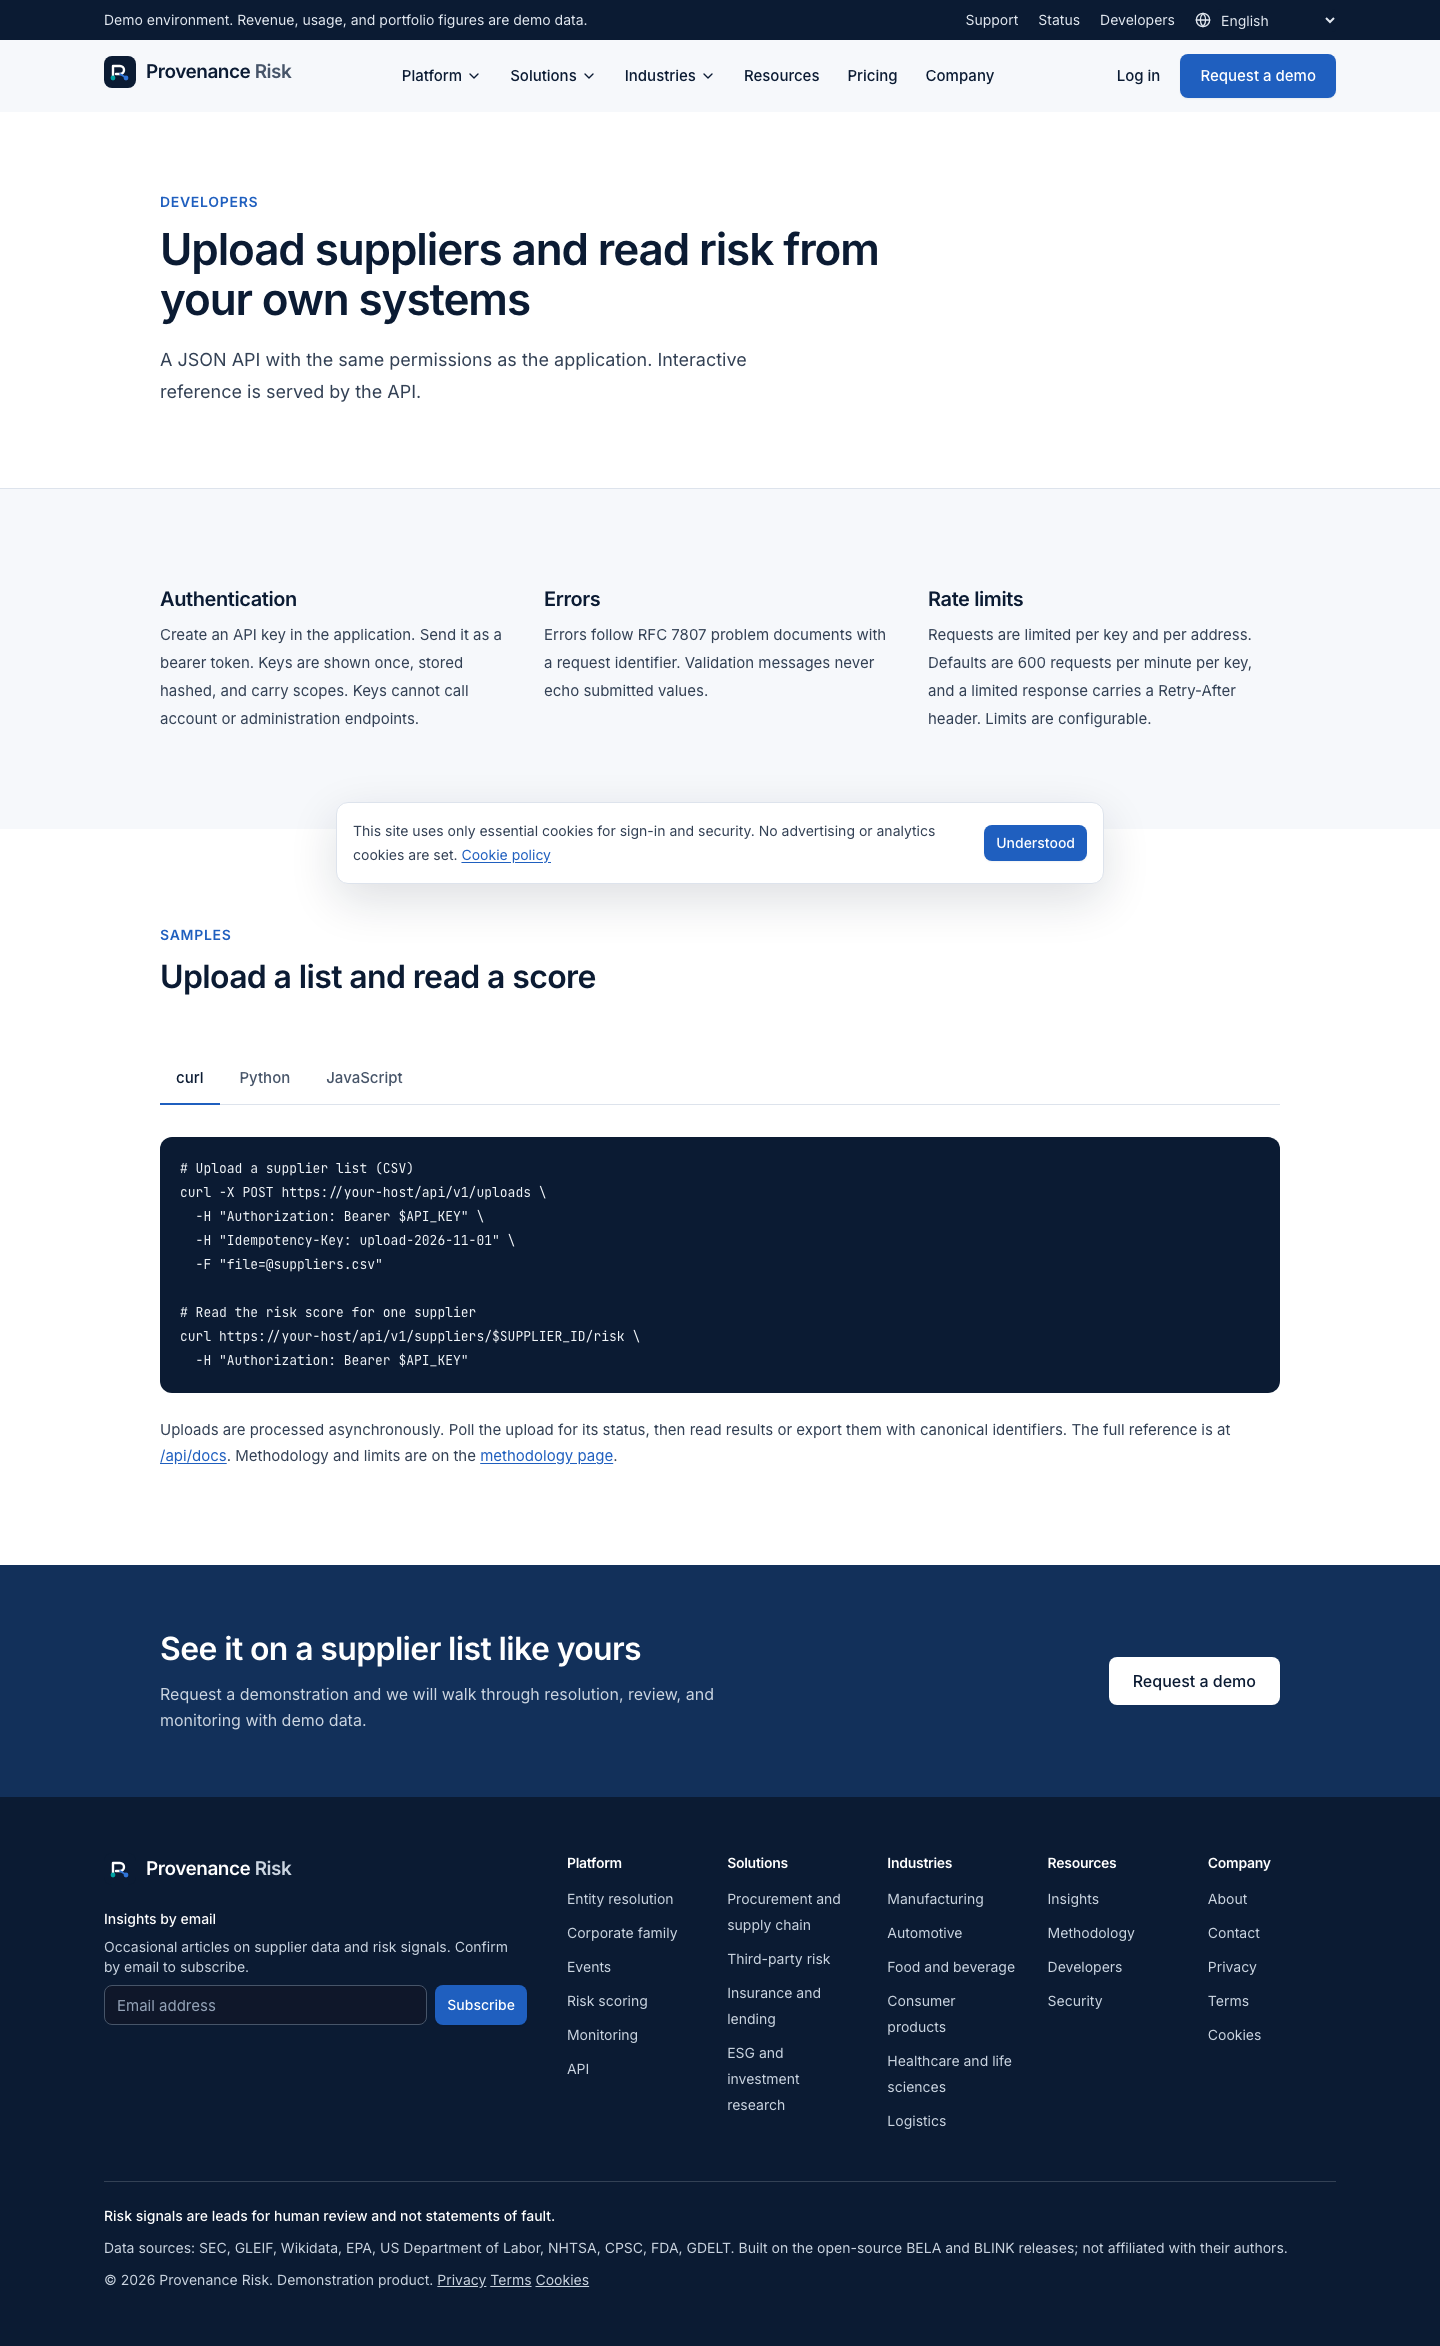 Demo environment. Revenue, usage, and portfolio figures are demo data.
Support Status Developers English
Provenance Risk
Platform Solutions Industries Resources Pricing Company
Log in Request a demo
DEVELOPERS
Upload suppliers and read risk from
your own systems
A JSON API with the same permissions as the application. Interactive
reference is served by the API.
Authentication
Create an API key in the application. Send it as a
bearer token. Keys are shown once, stored
hashed, and carry scopes. Keys cannot call
account or administration endpoints.
Errors
Errors follow RFC 7807 problem documents with
a request identifier. Validation messages never
echo submitted values.
Rate limits
Requests are limited per key and per address.
Defaults are 600 requests per minute per key,
and a limited response carries a Retry-After
header. Limits are configurable.
This site uses only essential cookies for sign-in and security. No advertising or analytics
cookies are set. Cookie policy
Understood
SAMPLES
Upload a list and read a score
curl Python JavaScript
# Upload a supplier list (CSV)
curl -X POST https://your-host/api/v1/uploads \
-H "Authorization: Bearer $API_KEY" \
-H "Idempotency-Key: upload-2026-11-01" \
-F "file=@suppliers.csv"
# Read the risk score for one supplier
curl https://your-host/api/v1/suppliers/$SUPPLIER_ID/risk \
-H "Authorization: Bearer $API_KEY"
Uploads are processed asynchronously. Poll the upload for its status, then read results or export them with canonical identifiers. The full reference is at
/api/docs. Methodology and limits are on the methodology page.
See it on a supplier list like yours
Request a demonstration and we will walk through resolution, review, and
monitoring with demo data.
Request a demo
Provenance Risk
Insights by email
Occasional articles on supplier data and risk signals. Confirm
by email to subscribe.
Email address
Subscribe
Platform
Entity resolution
Corporate family
Events
Risk scoring
Monitoring
API
Solutions
Procurement and
supply chain
Third-party risk
Insurance and
lending
ESG and
investment
research
Industries
Manufacturing
Automotive
Food and beverage
Consumer
products
Healthcare and life
sciences
Logistics
Resources
Insights
Methodology
Developers
Security
Company
About
Contact
Privacy
Terms
Cookies
Risk signals are leads for human review and not statements of fault.
Data sources: SEC, GLEIF, Wikidata, EPA, US Department of Labor, NHTSA, CPSC, FDA, GDELT. Built on the open-source BELA and BLINK releases; not affiliated with their authors.
© 2026 Provenance Risk. Demonstration product. Privacy Terms Cookies